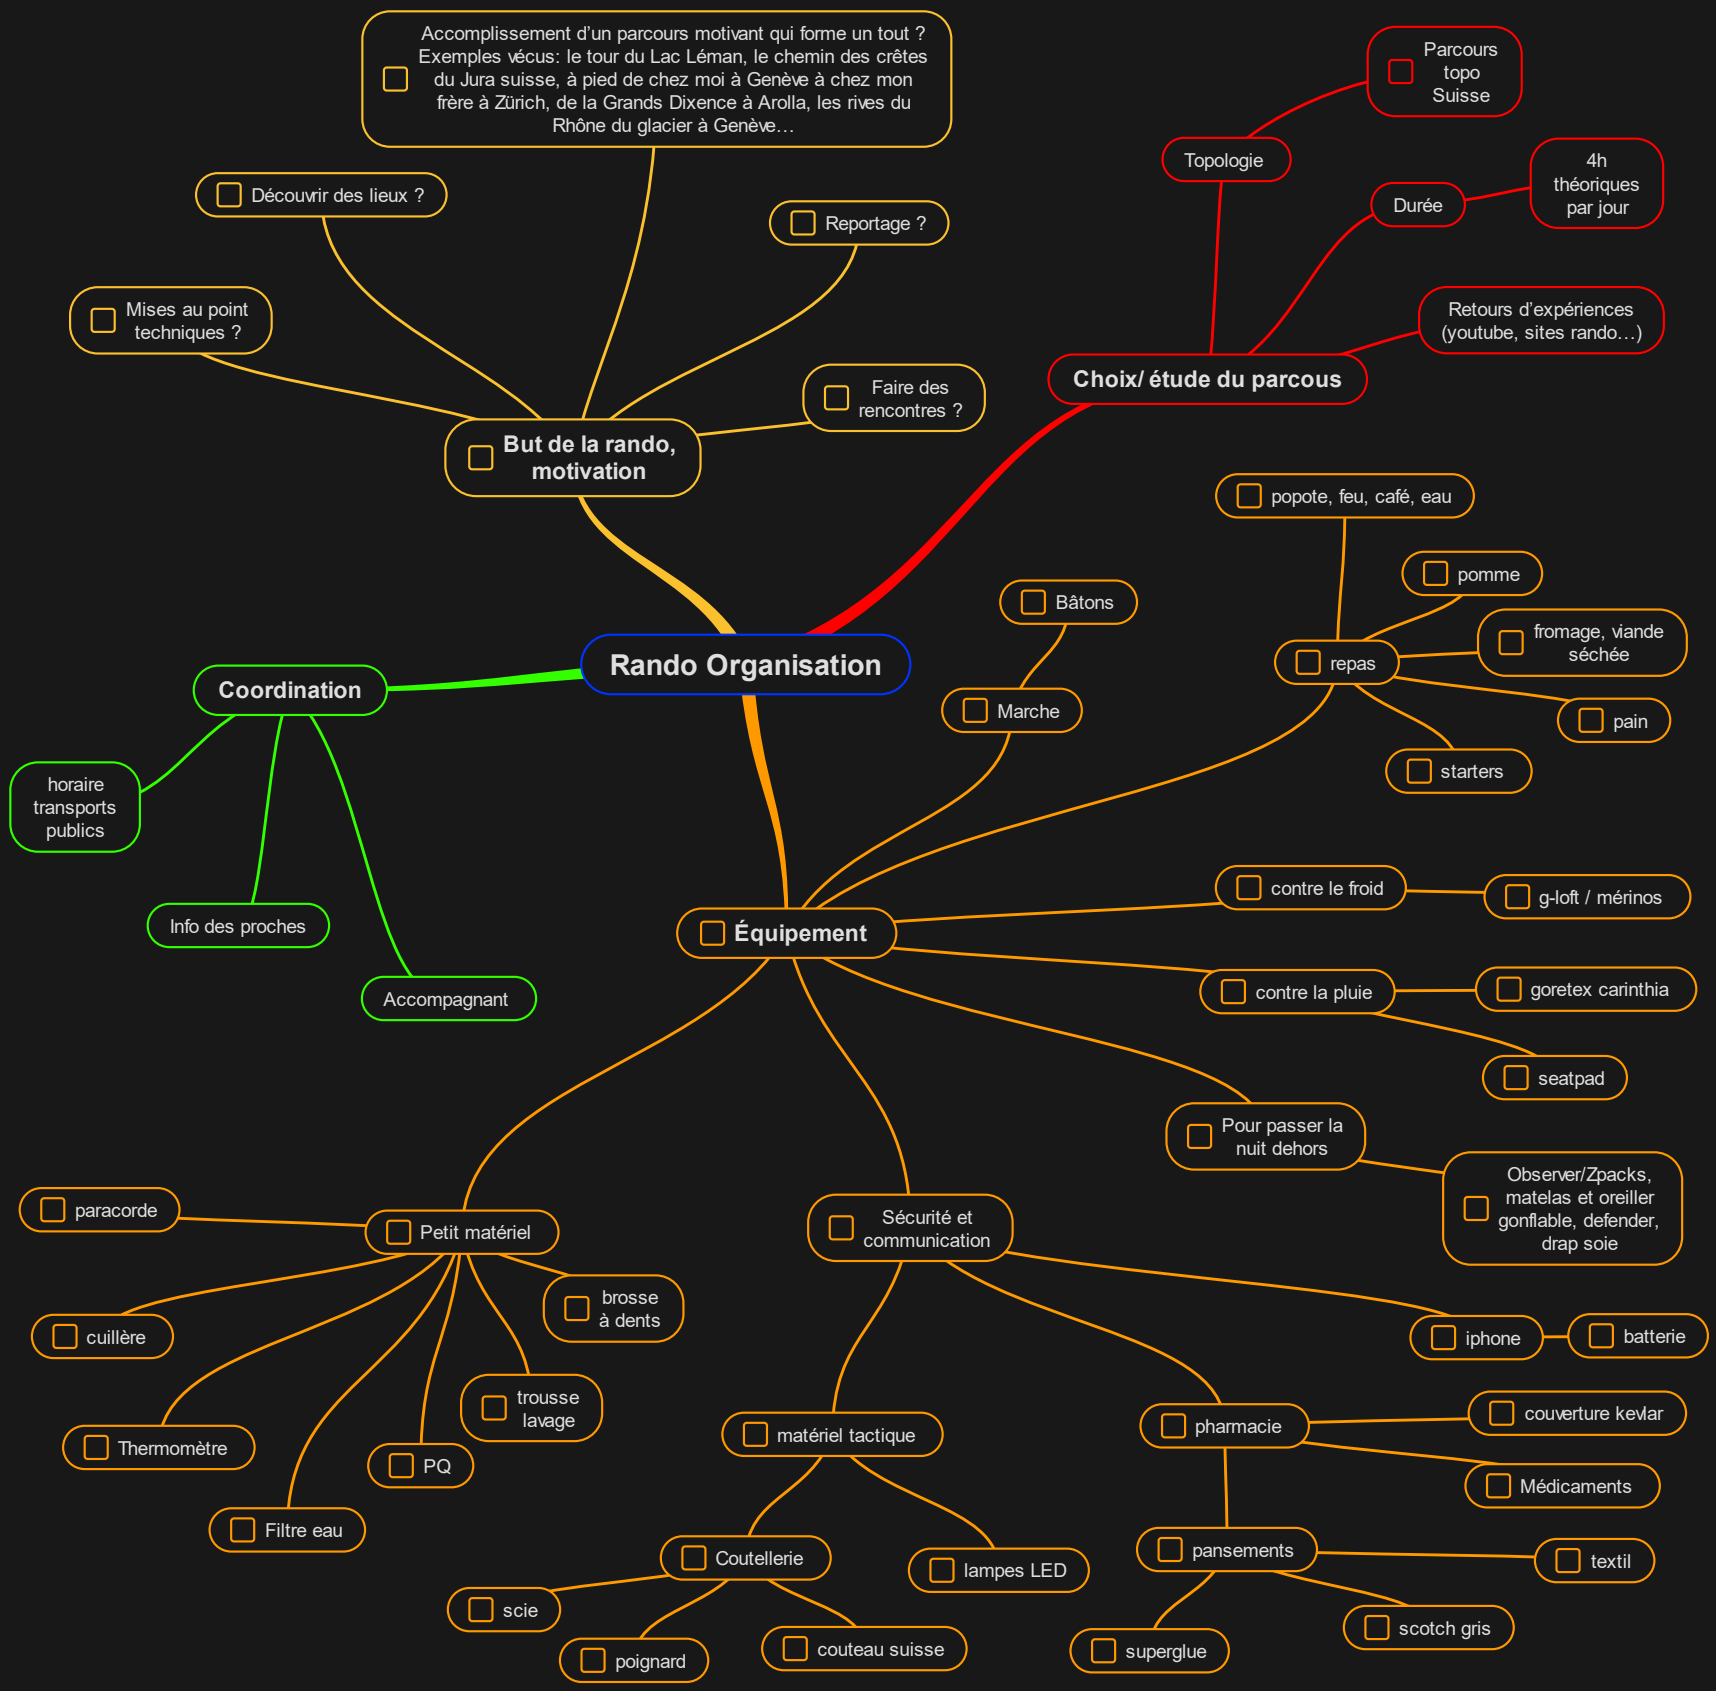 Accomplissement d’un parcours motivant qui forme un tout ?
Exemples vécus: le tour du Lac Léman, le chemin des crêtes
du Jura suisse, à pied de chez moi à Genève à chez mon
frère à Zürich, de la Grands Dixence à Arolla, les rives du
Rhône du glacier à Genève…
Découvrir des lieux ?
Reportage ?
Mises au point
techniques ?
Faire des
rencontres ?
But de la rando,
motivation
Parcours
topo
Suisse
Topologie
4h
théoriques
par jour
Durée
Retours d’expériences
(youtube, sites rando…)
Choix/ étude du parcous
Rando Organisation
Coordination
horaire
transports
publics
Info des proches
Accompagnant
popote, feu, café, eau
pomme
fromage, viande
séchée
repas
pain
starters
Bâtons
Marche
Équipement
contre le froid
g-loft / mérinos
contre la pluie
goretex carinthia
seatpad
Pour passer la
nuit dehors
Observer/Zpacks,
matelas et oreiller
gonflable, defender,
drap soie
paracorde
Petit matériel
cuillère
brosse
à dents
Thermomètre
trousse
lavage
PQ
Filtre eau
Sécurité et
communication
iphone
batterie
matériel tactique
pharmacie
couverture kevlar
Médicaments
Coutellerie
lampes LED
pansements
textil
scie
poignard
couteau suisse
superglue
scotch gris